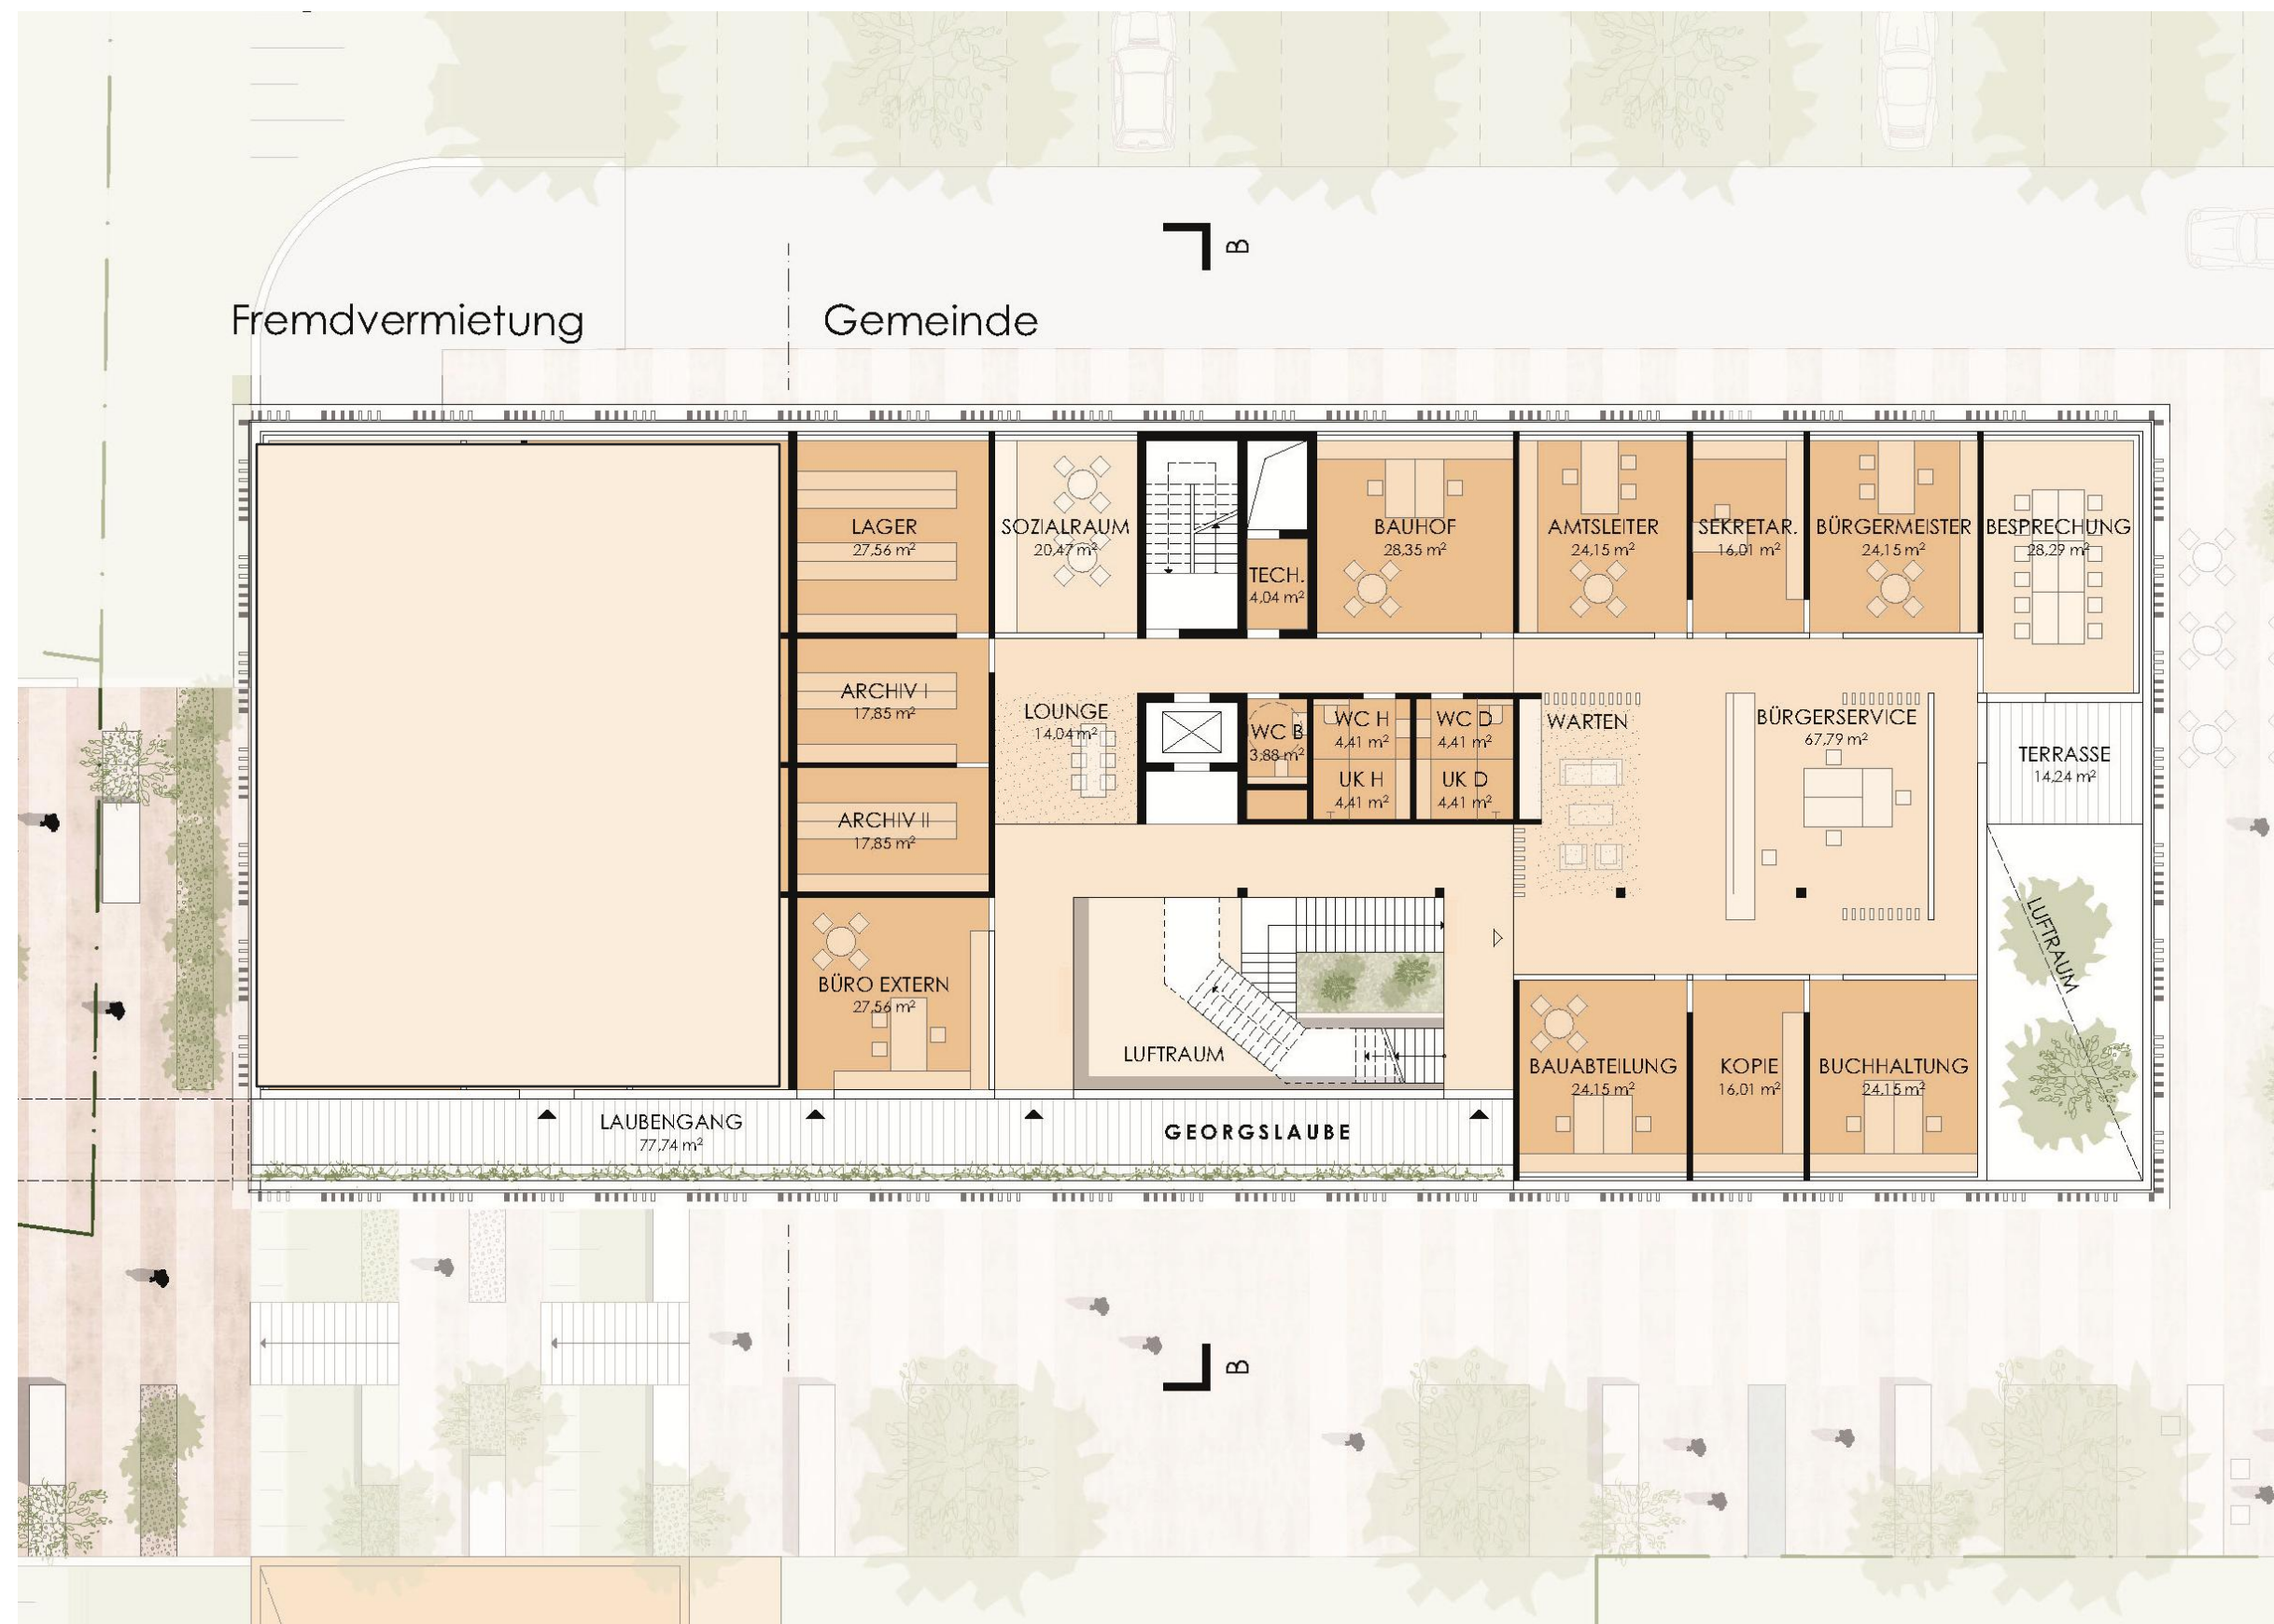 B
Fremdvermietung
Gemeinde
LAGER
27,56 m²
SOZIALRAUM
20,47 m²
TECH.
4,04 m²
BAUHOF
28,35 m²
AMTSLEITER
24,15 m²
SEKRETAR.
16,01 m²
BÜRGERMEISTER
24,15 m²
BESPRECHUNG
28,29 m²
ARCHIV I
17,85 m²
LOUNGE
14,04 m²
WC B
3,88 m²
WC H
4,41 m²
WC D
4,41 m²
WARTEN
BÜRGERSERVICE
67,79 m²
TERRASSE
14,24 m²
UK H
4,41 m²
UK D
4,41 m²
ARCHIV II
17,85 m²
LUFTRAUM
BÜRO EXTERN
27,56 m²
LUFTRAUM
BAUABTEILUNG
24,15 m²
KOPIE
16,01 m²
BUCHHALTUNG
24,15 m²
LAUBENGANG
77,74 m²
GEORGSLAUBE
B